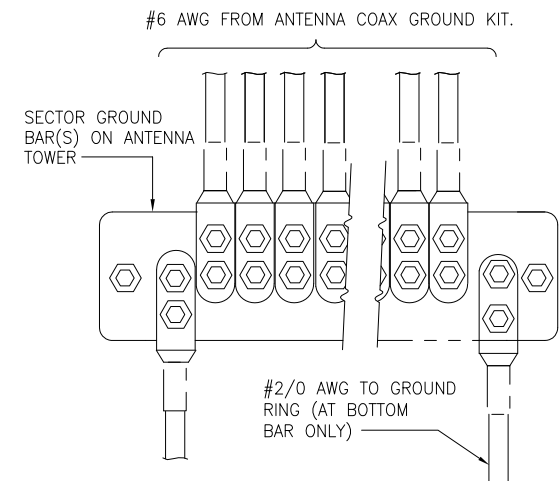 #6 AWG FROM ANTENNA COAX GROUND KIT.
SECTOR GROUND
BAR(S) ON ANTENNA
TOWER
#2/0 AWG TO GROUND
RING (AT BOTTOM
BAR ONLY)